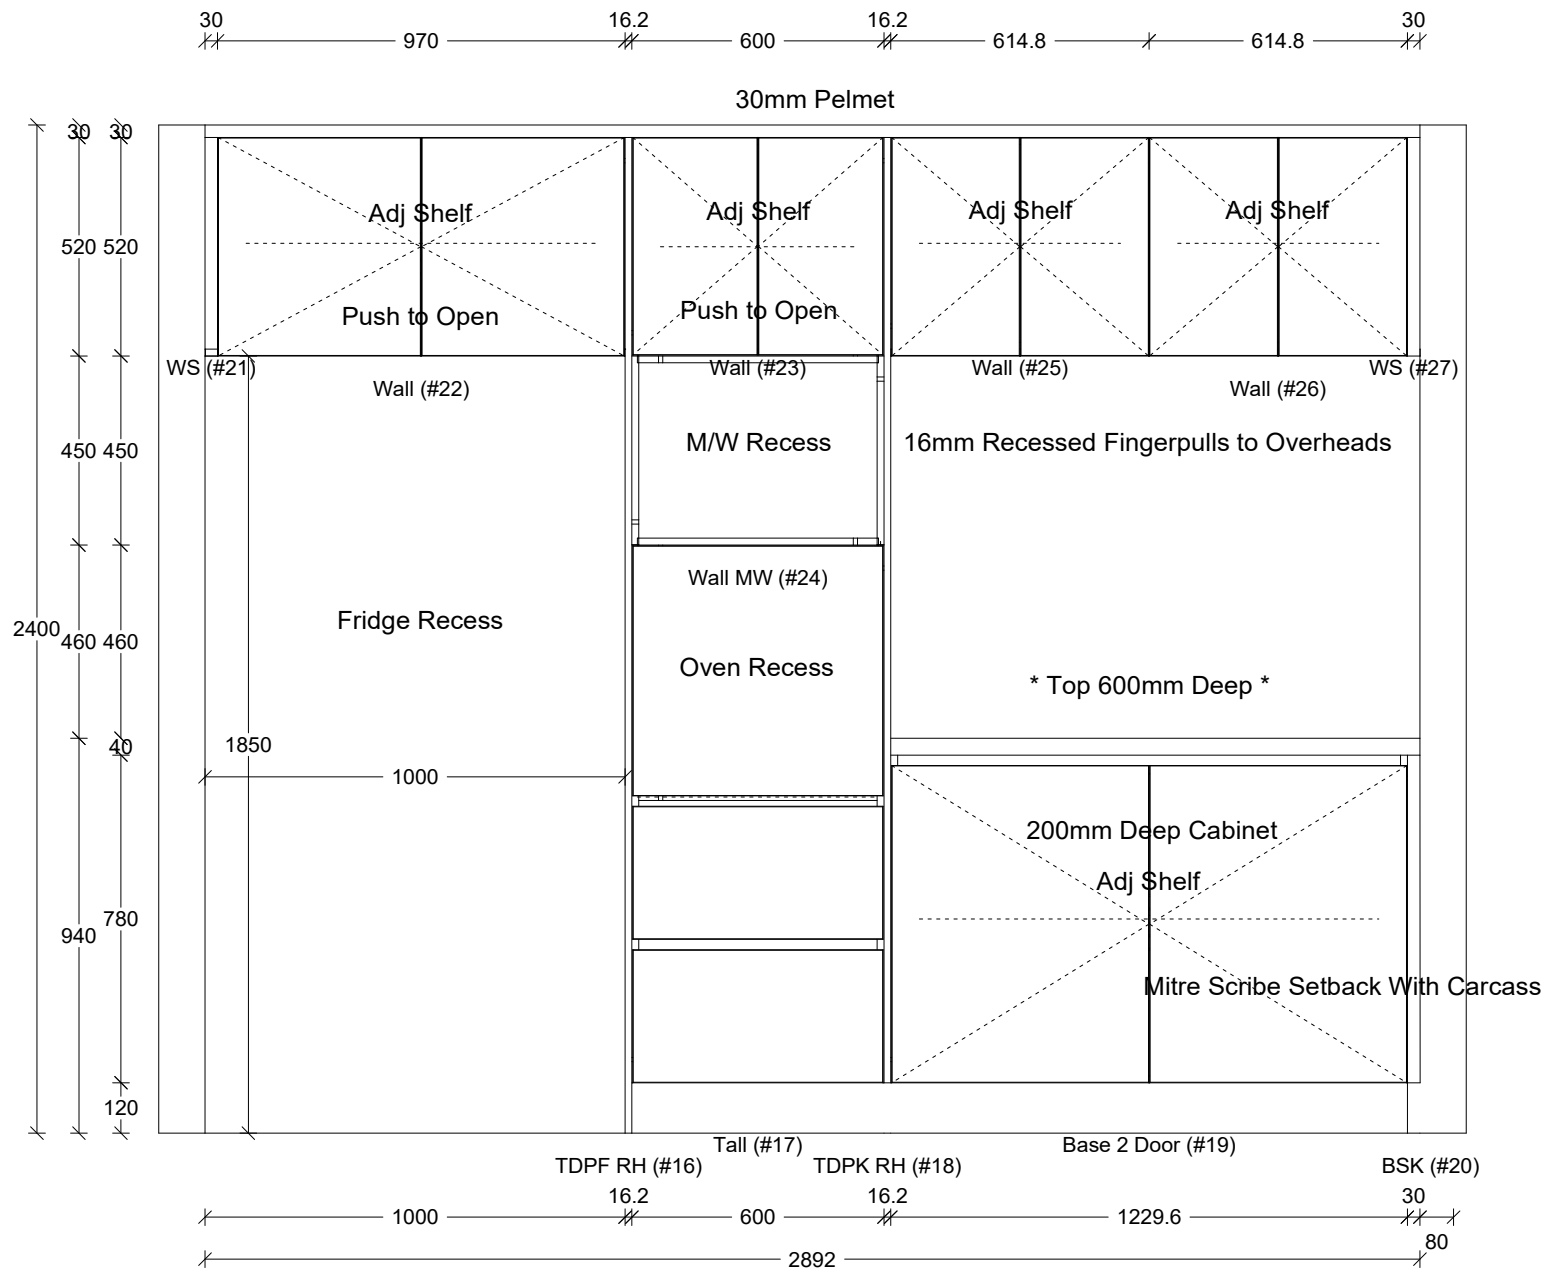 30 16.2 16.2 30
970 600 614.8 614.8
30mm Pelmet
30 30
Adj Shelf Adj Shelf Adj Shelf Adj Shelf
520 520
Push to Open Push to Open
WS (#21) Wall (#23) Wall (#25) WS (#27)
Wall (#22) Wall (#26)
450 450 M/W Recess 16mm Recessed Fingerpulls to Overheads
Wall MW (#24)
Fridge Recess
2400 460 460
Oven Recess
* Top 600mm Deep *
40 1850
1000
200mm Deep Cabinet
Adj Shelf
940 780
Mitre Scribe Setback With Carcass
120
Tall (#17) Base 2 Door (#19)
TDPF RH (#16) TDPK RH (#18) BSK (#20)
16.2 16.2 30
1000 600 1229.6
80
2892